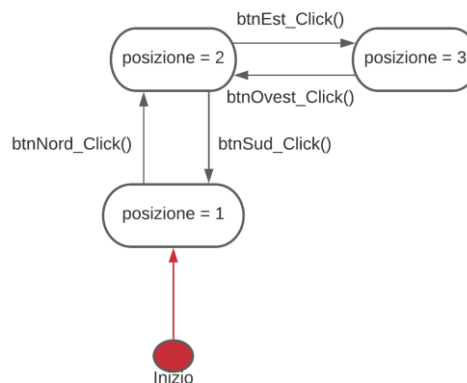 btnEst_Click()
posizione = 2
posizione = 3
btnOvest_Click()
btnNord_Click()
btnSud_Click()
posizione = 1
Inizio